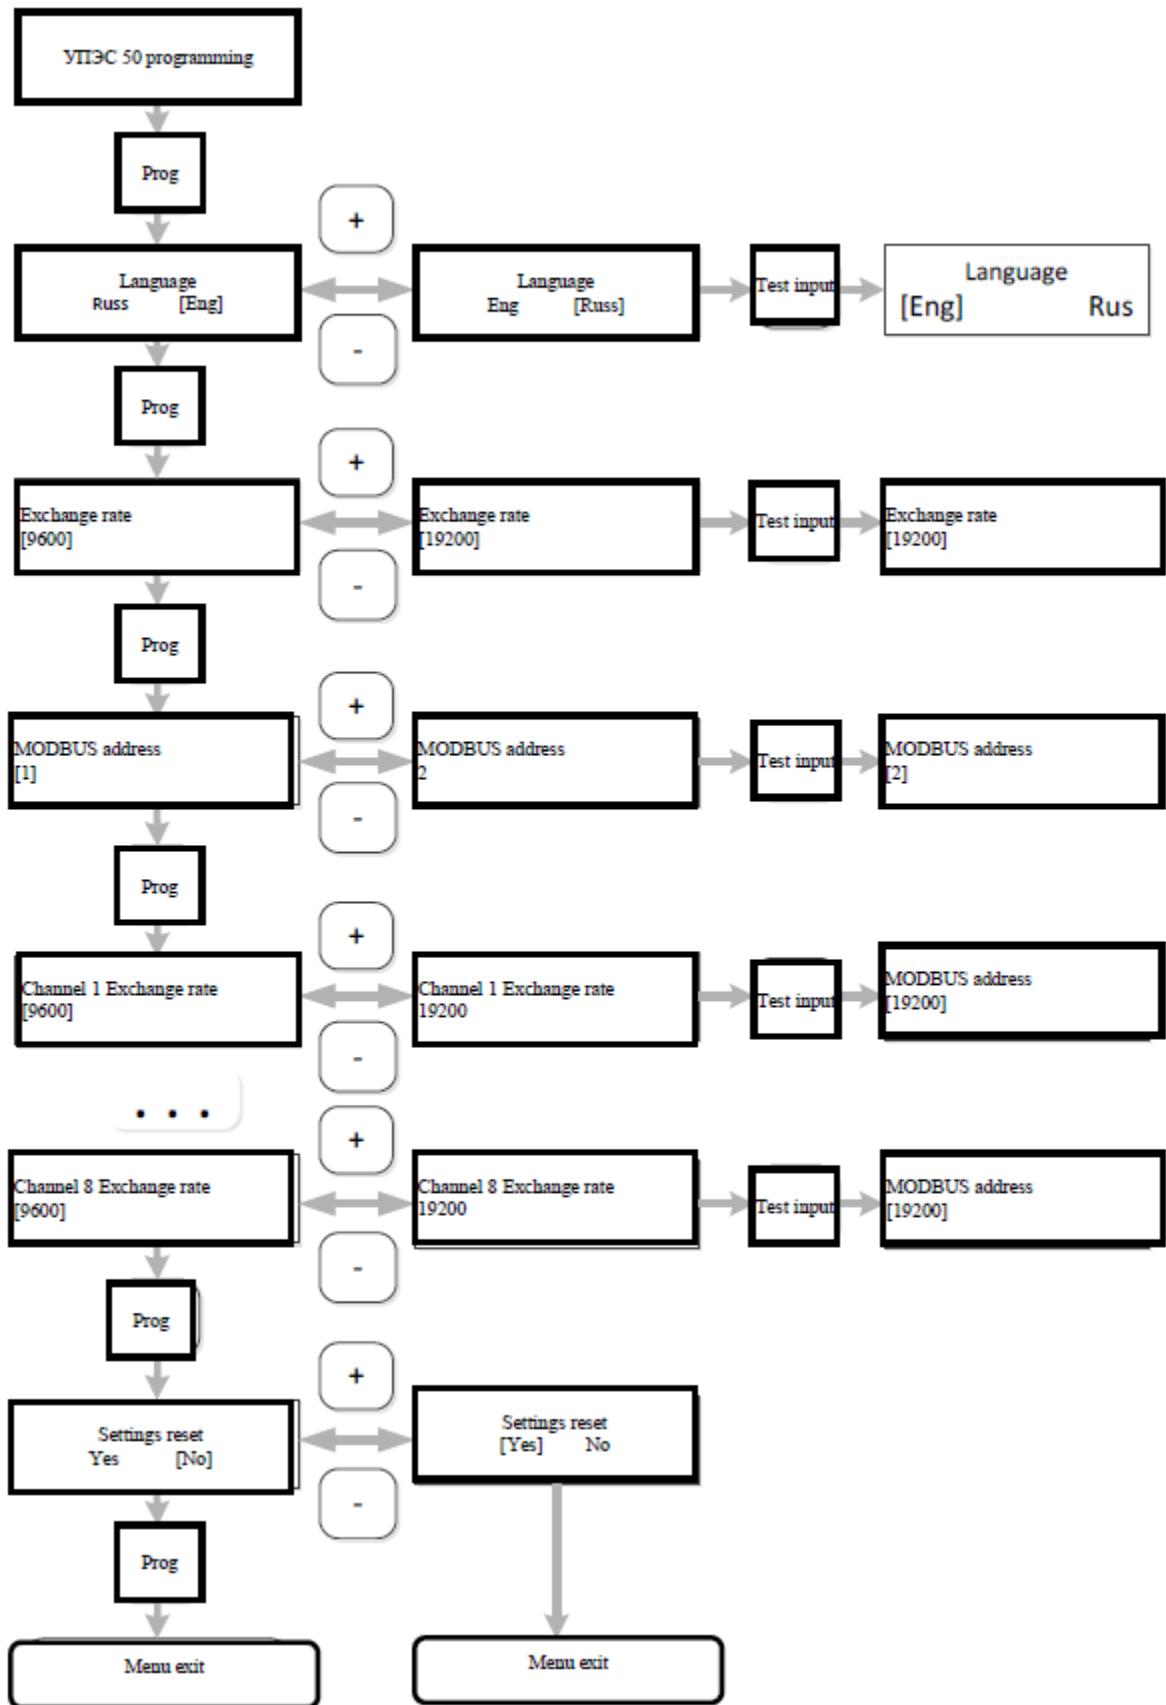 УПЭС 50 programming
Prog
+
Language
Russ [Eng]
Language
Eng [Russ]
Test input
Language
[Eng] Rus
-
Prog
+
Exchange rate
[9600]
Exchange rate
[19200]
Test input
Exchange rate
[19200]
-
Prog
+
MODBUS address
[1]
MODBUS address
2
Test input
MODBUS address
[2]
-
Prog
+
Channel 1 Exchange rate
[9600]
Channel 1 Exchange rate
19200
Test input
MODBUS address
[19200]
-
. . .
+
Channel 8 Exchange rate
[9600]
Channel 8 Exchange rate
19200
Test input
MODBUS address
[19200]
-
Prog
+
Settings reset
Yes [No]
Settings reset
[Yes] No
-
Prog
Menu exit
Menu exit